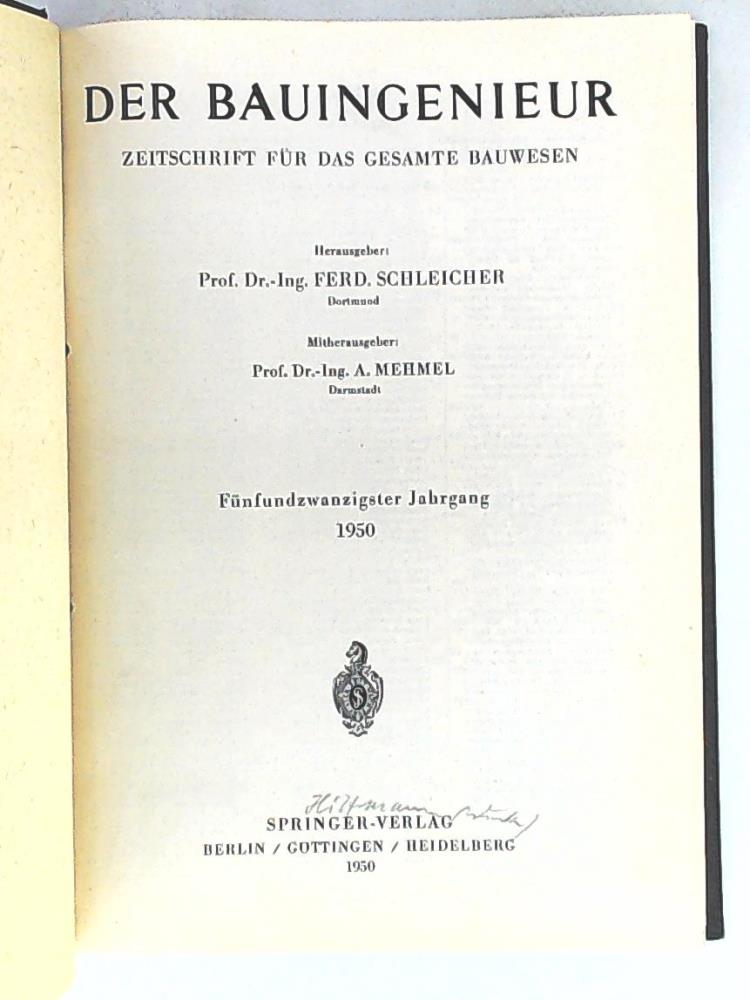 DER BAUINGENIEUR
ZEITSCHRIFT FÜR DAS GESAMTE BAUWESEN
Herausgeber:
Prof. Dr.-Ing. FERD. SCHLEICHER
Dortmund
Mitherausgeber:
Prof. Dr.-Ing. A. MEHMEL
Darmstadt
Fünfundzwanzigster Jahrgang
1950
SPRINGER-VERLAG
BERLIN / GÖTTINGEN / HEIDELBERG
1950